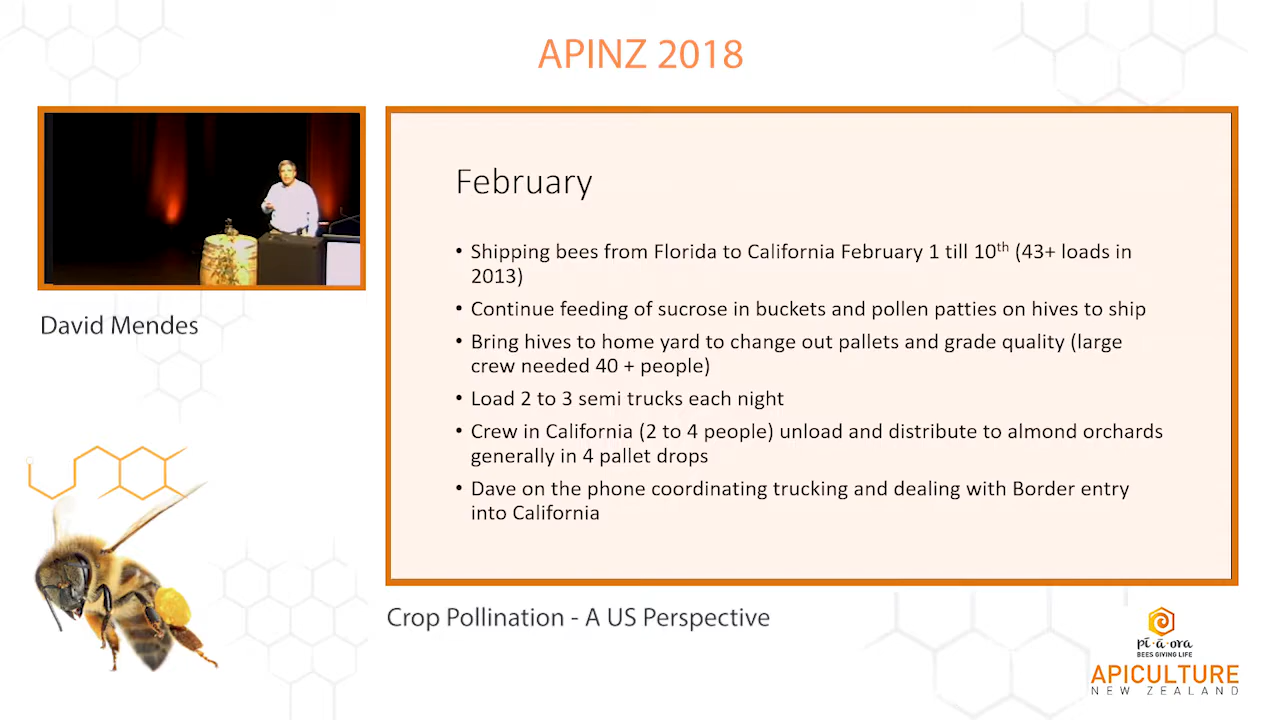 APINZ 2018
David Mendes
February
• Shipping bees from Florida to California February 1 till 10th (43+ loads in
2013)
• Continue feeding of sucrose in buckets and pollen patties on hives to ship
• Bring hives to home yard to change out pallets and grade quality (large
crew needed 40 + people)
• Load 2 to 3 semi trucks each night
• Crew in California (2 to 4 people) unload and distribute to almond orchards
generally in 4 pallet drops
• Dave on the phone coordinating trucking and dealing with Border entry
into California
Crop Pollination - A US Perspective
pī-ā-ora
BEES GIVING LIFE
APICULTURE
NEW ZEALAND